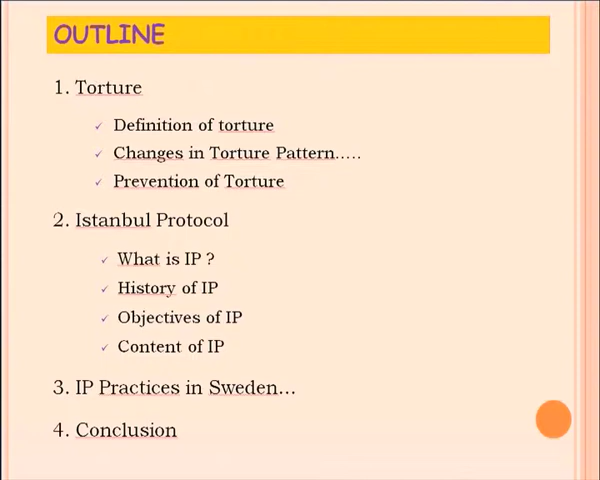 OUTLINE
1. Torture
✓ Definition of torture
✓ Changes in Torture Pattern.....
✓ Prevention of Torture
2. Istanbul Protocol
✓ What is IP ?
✓ History of IP
✓ Objectives of IP
✓ Content of IP
3. IP Practices in Sweden...
4. Conclusion